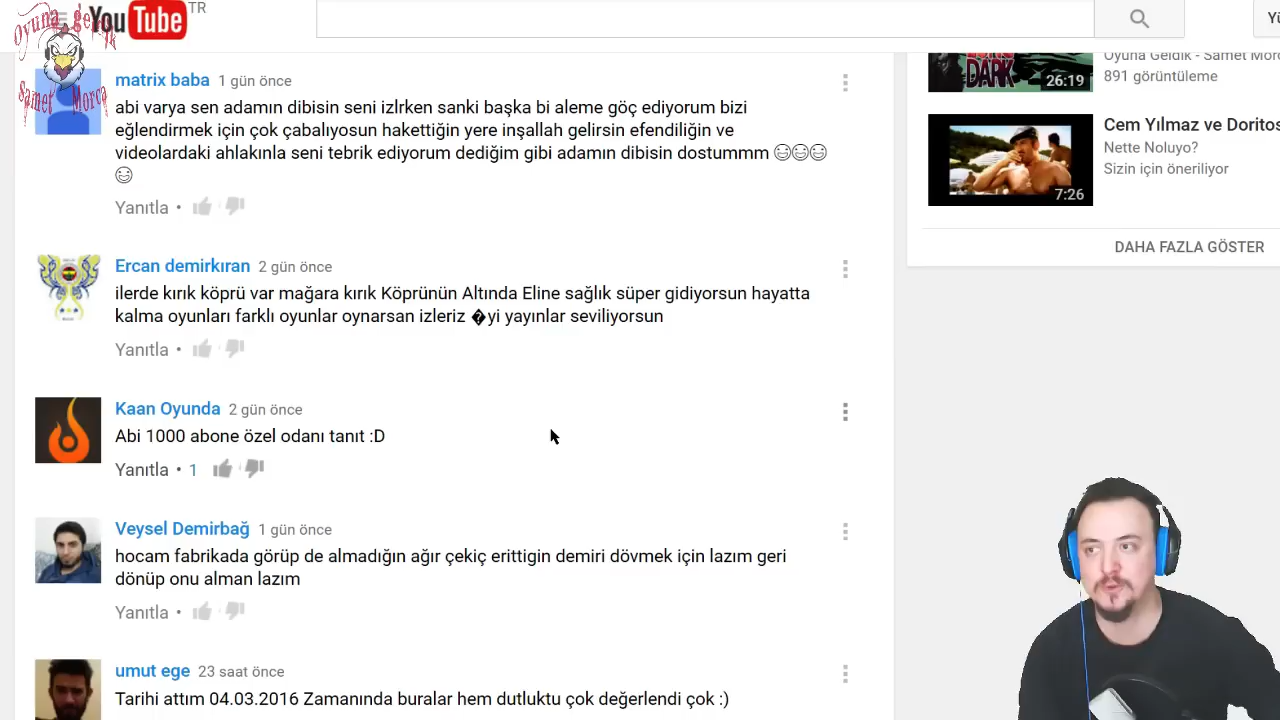 Oyuna geldik
Samet Morca
YouTube TR
matrix baba 1 gün önce
abi varya sen adamın dibisin seni izlrken sanki başka bi aleme göç ediyorum bizi
eğlendirmek için çok çabalıyosun hakettiğin yere inşallah gelirsin efendiliğin ve
videolardaki ahlakınla seni tebrik ediyorum dediğim gibi adamın dibisin dostummm 😄😄😄
😄
Yanıtla •
Ercan demirkıran 2 gün önce
ilerde kırık köprü var mağara kırık Köprünün Altında Eline sağlık süper gidiyorsun hayatta
kalma oyunları farklı oyunlar oynarsan izleriz �yi yayınlar seviliyorsun
Yanıtla •
Kaan Oyunda 2 gün önce
Abi 1000 abone özel odanı tanıt :D
Yanıtla • 1
Veysel Demirbağ 1 gün önce
hocam fabrikada görüp de almadığın ağır çekiç erittigin demiri dövmek için lazım geri
dönüp onu alman lazım
Yanıtla •
umut ege 23 saat önce
Tarihi attım 04.03.2016 Zamanında buralar hem dutluktu çok değerlendi çok :)
DARK
26:19
Oyuna Geldik - Samet Morc
891 görüntüleme
7:26
Cem Yılmaz ve Doritos
Nette Noluyo?
Sizin için öneriliyor
DAHA FAZLA GÖSTER